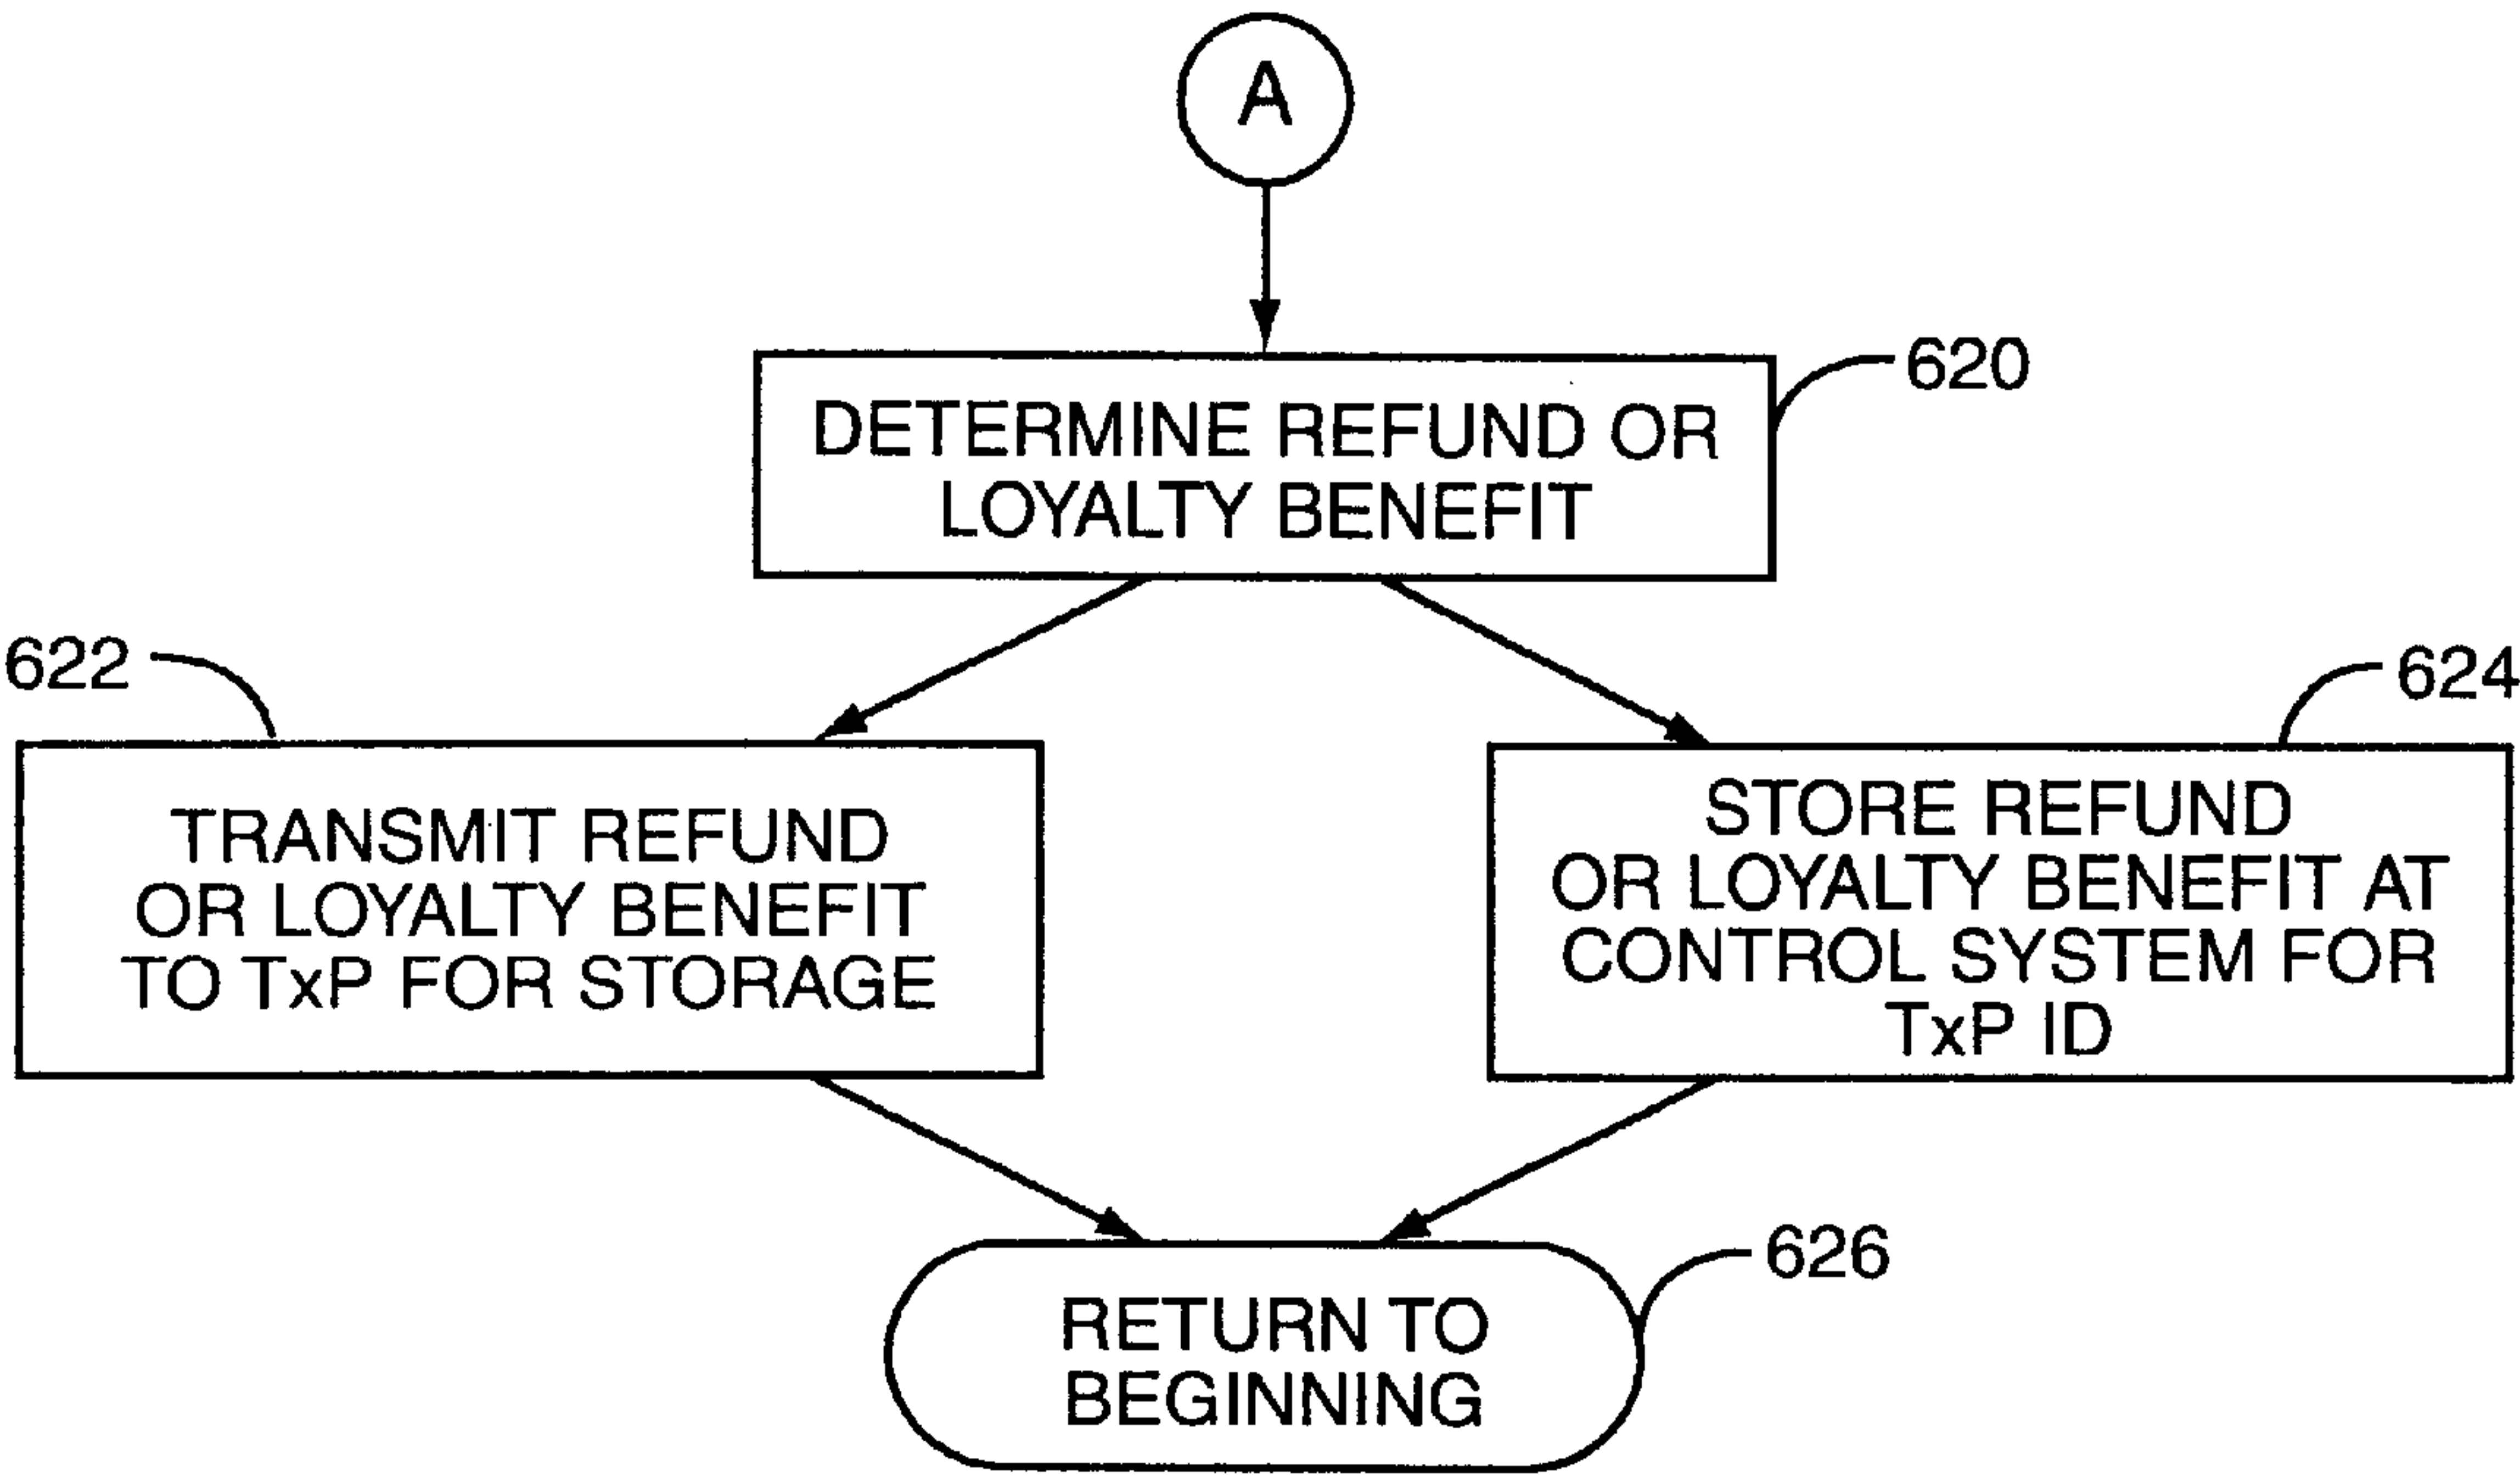 A
DETERMINE REFUND OR
LOYALTY BENEFIT
620
622
TRANSMIT REFUND
OR LOYALTY BENEFIT
TO TxP FOR STORAGE
624
STORE REFUND
OR LOYALTY BENEFIT AT
CONTROL SYSTEM FOR
TxP ID
RETURN TO
BEGINNING
626